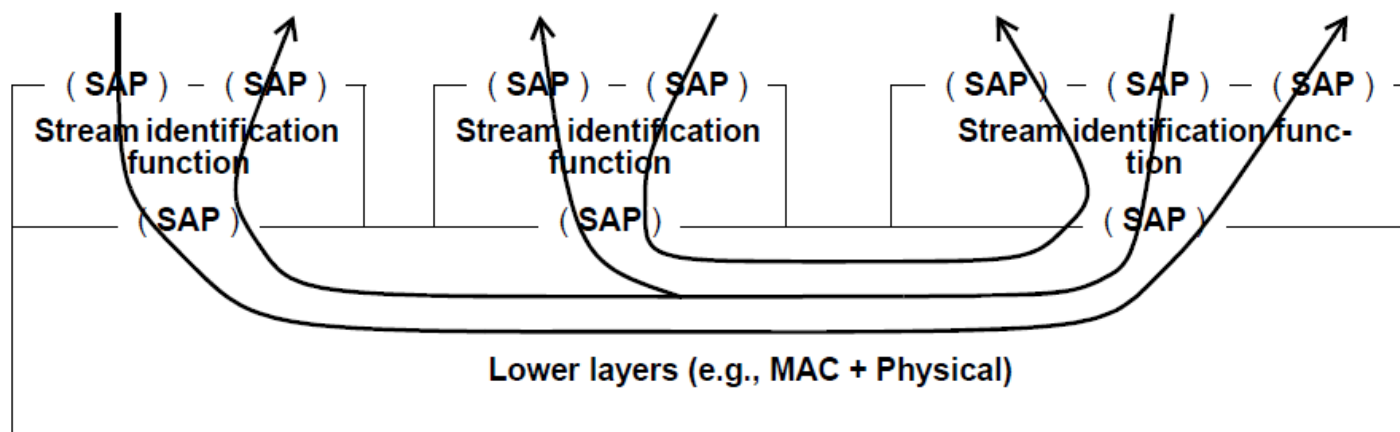 ( SAP ) – ( SAP ) ( SAP ) – ( SAP ) ( SAP ) – ( SAP ) – ( SAP )
Stream identification
function
Stream identification
function
Stream identification func-
tion
( SAP ) ( SAP ) ( SAP )
Lower layers (e.g., MAC + Physical)